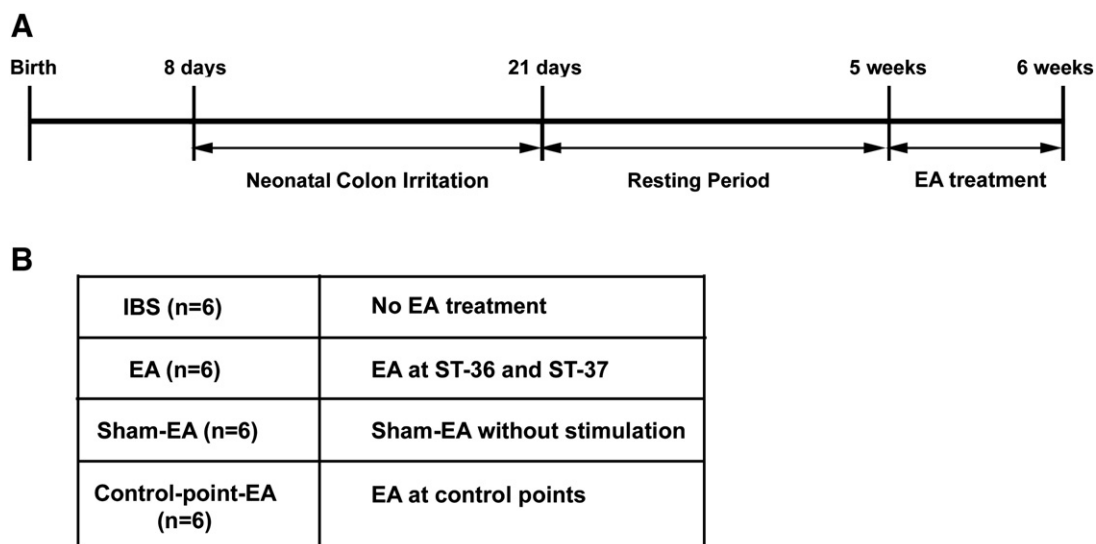 A
Birth 8 days 21 days 5 weeks 6 weeks
Neonatal Colon Irritation Resting Period EA treatment
B
IBS (n=6) No EA treatment
EA (n=6) EA at ST-36 and ST-37
Sham-EA (n=6) Sham-EA without stimulation
Control-point-EA EA at control points
(n=6)